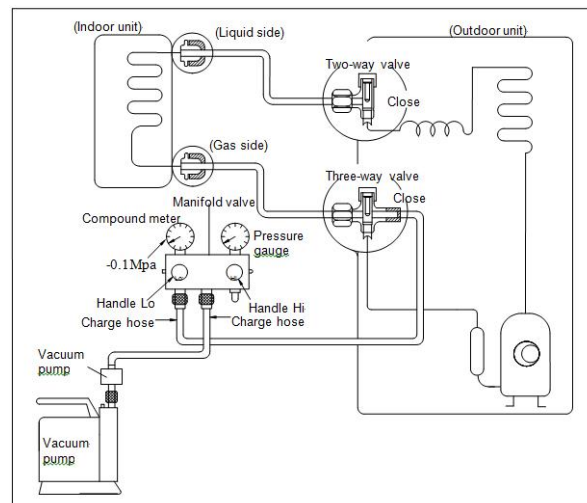 (Indoor unit)
(Liquid side)
(Outdoor unit)
Two-way valve
Close
(Gas side)
Three-way valve
Close
Manifold valve
Compound meter
Pressure
gauge
-0.1Mpa
Handle Lo
Handle Hi
Charge hose
Charge hose
Vacuum
pump
Vacuum
pump